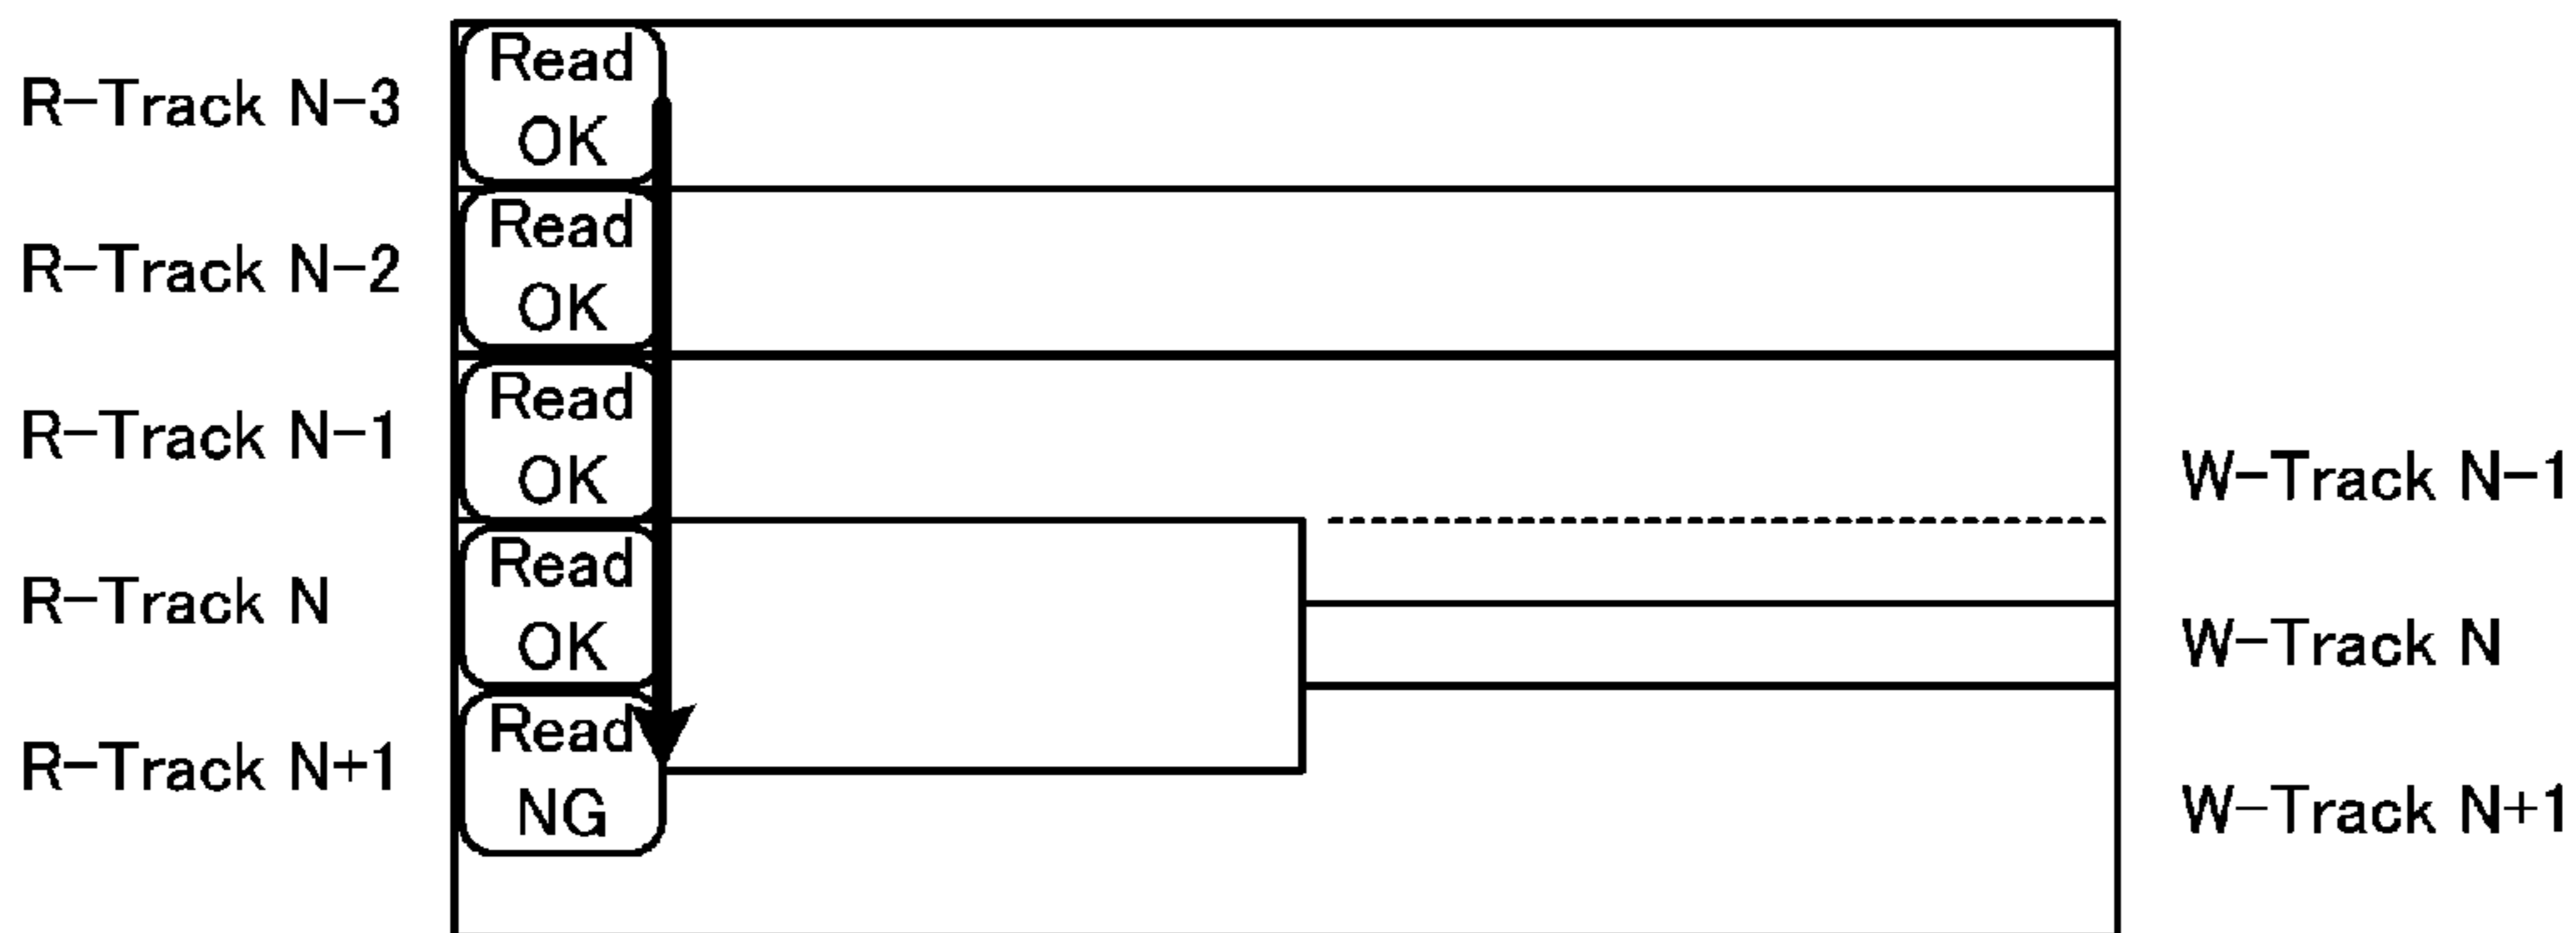 R-Track N-3
Read
OK
R-Track N-2
Read
OK
R-Track N-1
Read
OK
W-Track N-1
R-Track N
Read
OK
W-Track N
R-Track N+1
Read
NG
W-Track N+1